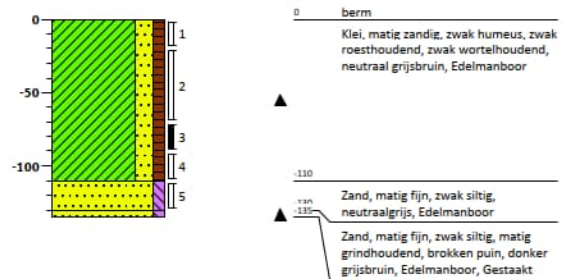 0
-50
-100
1
2
3
4
5
0 berm
Klei, matig zandig, zwak humeus, zwak
roesthoudend, zwak wortelhoudend,
neutraal grijsbruin, Edelmanboor
-110
Zand, matig fijn, zwak siltig,
neutraalgrijs, Edelmanboor
-130
-135
Zand, matig fijn, zwak siltig, matig
grindhoudend, brokken puin, donker
grijsbruin, Edelmanboor, Gestaakt